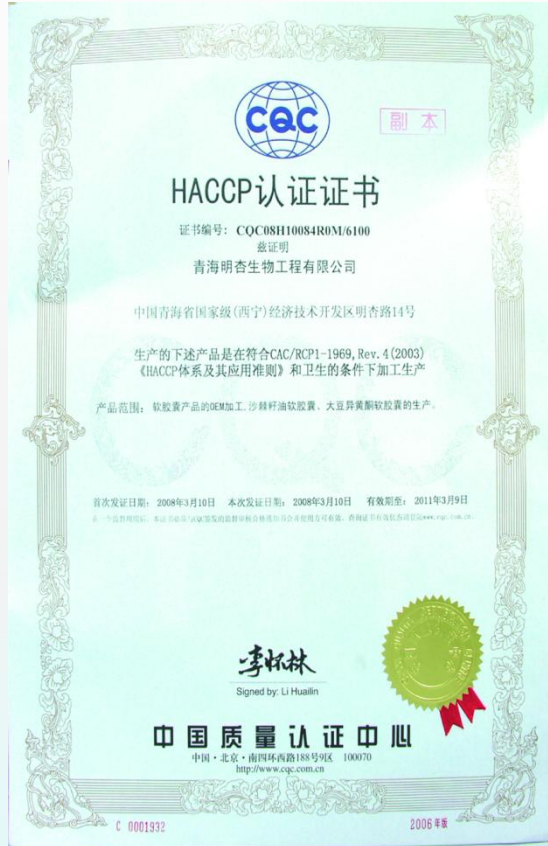 CQC
副本
HACCP认证证书
证书编号: CQC08H10084R0M/6100
兹证明
青海明杏生物工程有限公司
中国青海省国家级(西宁)经济技术开发区明杏路14号
生产的下述产品是在符合CAC/RCP1-1969, Rev. 4(2003)
《HACCP体系及其应用准则》和卫生的条件下加工生产
产品范围: 软胶囊产品的OEM加工,沙棘籽油软胶囊、大豆异黄酮软胶囊的生产。
首次发证日期: 2008年3月10日 本次发证日期: 2008年3月10日 有效期至: 2011年3月9日
李怀林
Signed by: Li Huailin
中国质量认证中心
中国·北京·南四环西路188号9区 100070
http://www.cqc.com.cn
C 0001932
2006年版